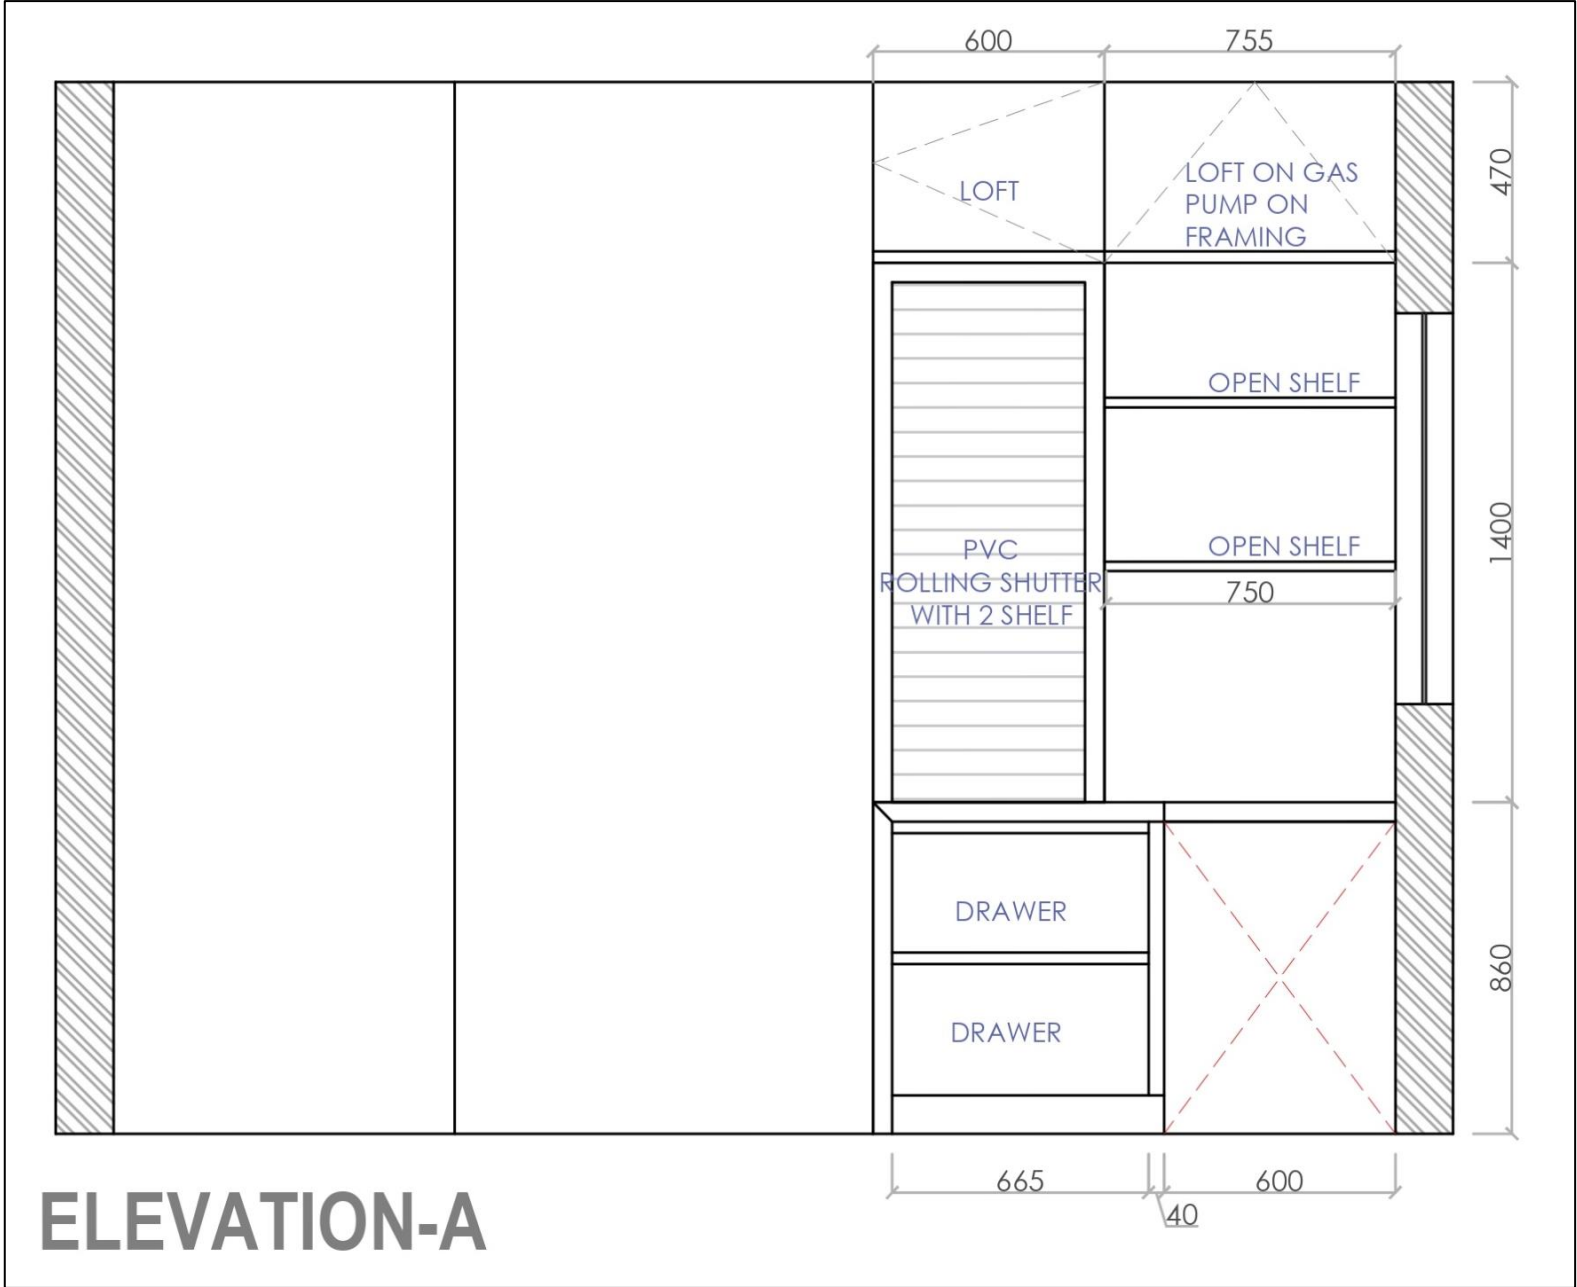 600
755
470
LOFT
LOFT ON GAS
PUMP ON
FRAMING
OPEN SHELF
1400
OPEN SHELF
PVC
ROLLING SHUTTER
WITH 2 SHELF
750
DRAWER
860
DRAWER
665
600
40
ELEVATION-A